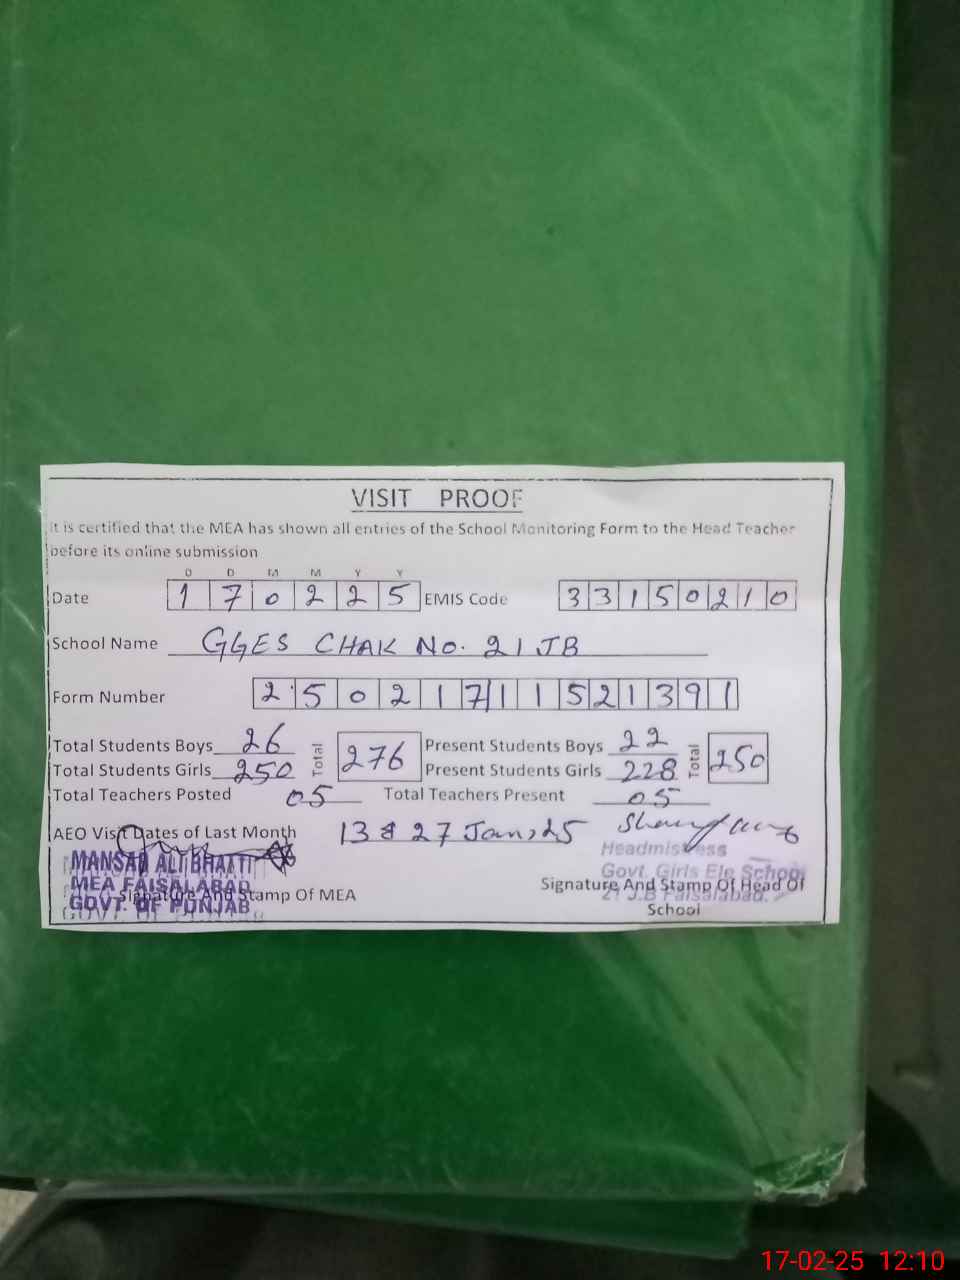 VISIT PROOF
It is certified that the MEA has shown all entries of the School Monitoring Form to the Head Teacher
before its online submission
D D M M Y Y
Date 1 7 0 2 2 5 EMIS Code 3 3 1 5 0 2 1 0
School Name GGES CHAK No. 21 JB
Form Number 2 5 0 2 1 7 1 1 5 2 1 3 9 1
Total Students Boys 26 Total 276 Present Students Boys 22 Total 250
Total Students Girls 250 Present Students Girls 228
Total Teachers Posted 05 Total Teachers Present 05
AEO Visit Dates of Last Month 13 & 27 Jan, 25
MANSAB ALI BHATTI
MEA FAISALABAD
GOVT. OF PUNJAB
Signature And Stamp Of MEA
Headmistress
Govt. Girls Ele School
21 J.B Faisalabad.
Signature And Stamp Of Head Of
School
17-02-25 12:10